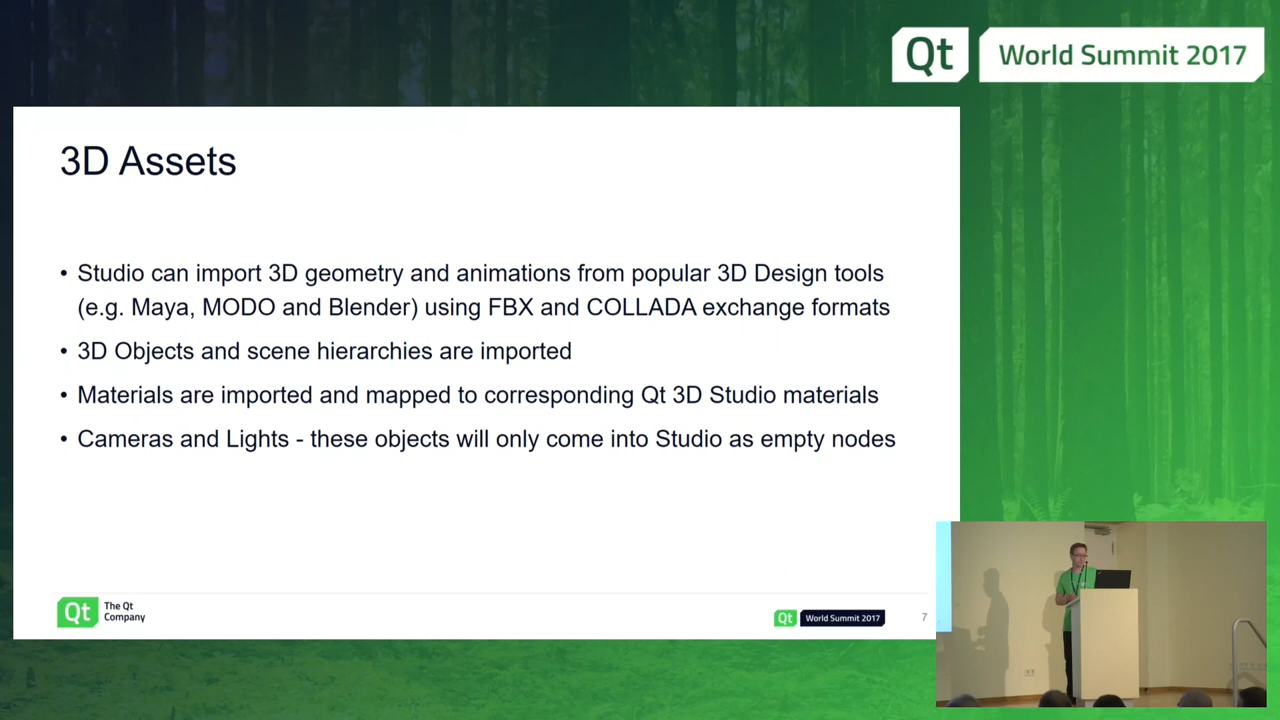 Qt World Summit 2017
3D Assets
• Studio can import 3D geometry and animations from popular 3D Design tools
(e.g. Maya, MODO and Blender) using FBX and COLLADA exchange formats
• 3D Objects and scene hierarchies are imported
• Materials are imported and mapped to corresponding Qt 3D Studio materials
• Cameras and Lights - these objects will only come into Studio as empty nodes
Qt The Qt
Company
Qt World Summit 2017
7